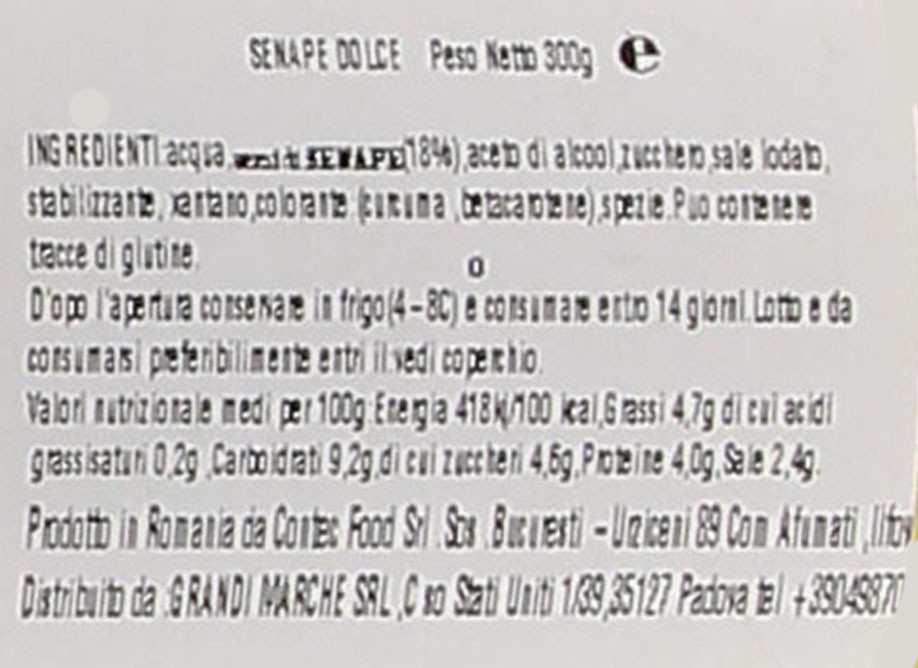 SENAPE DOLCE Peso Netto 300g e
INGREDIENTI:acqua,semi di SENAPE(18%),aceto di alcool,zucchero,sale iodato,
stabilizzante, xantano,colorante (curcuma ,betacarotene),spezie.Puo contenere
tracce di glutine.
o
D'opo l'apertura conservare in frigo(4-8C) e consumare entro 14 giorni.Lotto e da
consumarsi preferibilimente entri il:vedi coperchio.
Valori nutrizionale medi per 100g:Energia 418kj/100 kcal,Grassi 4,7g di cui acidi
grassisaturi 0,2g ,Carboidrati 9,2g,di cui zuccheri 4,6g,Proteine 4,0g,Sale 2,4g.
Prodotto in Romania da Contec Food Srl .Sos .Bucuresti -Urziceni 89 Com Afumati ,Ilfov
Distribuito da :GRANDI MARCHE SRL ,C so Stati Uniti 1/39,35127 Padova tel +39049870